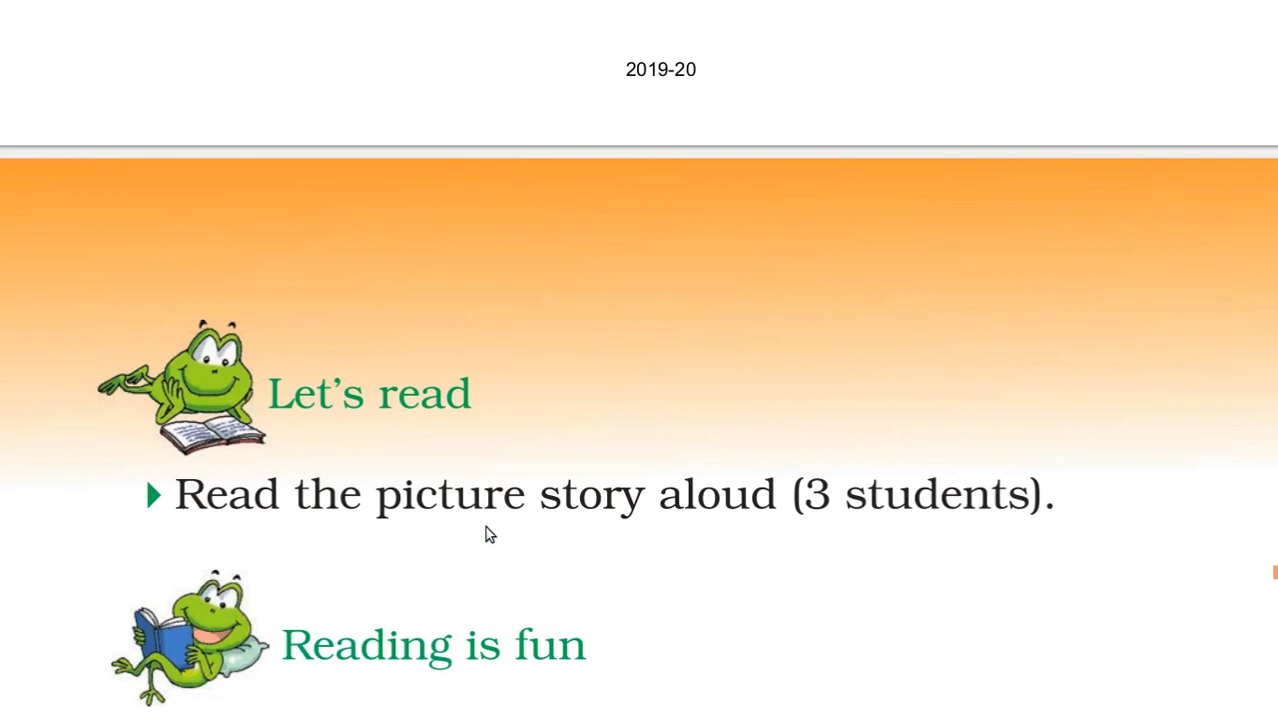 2019-20
Let’s read
Read the picture story aloud (3 students).
Reading is fun